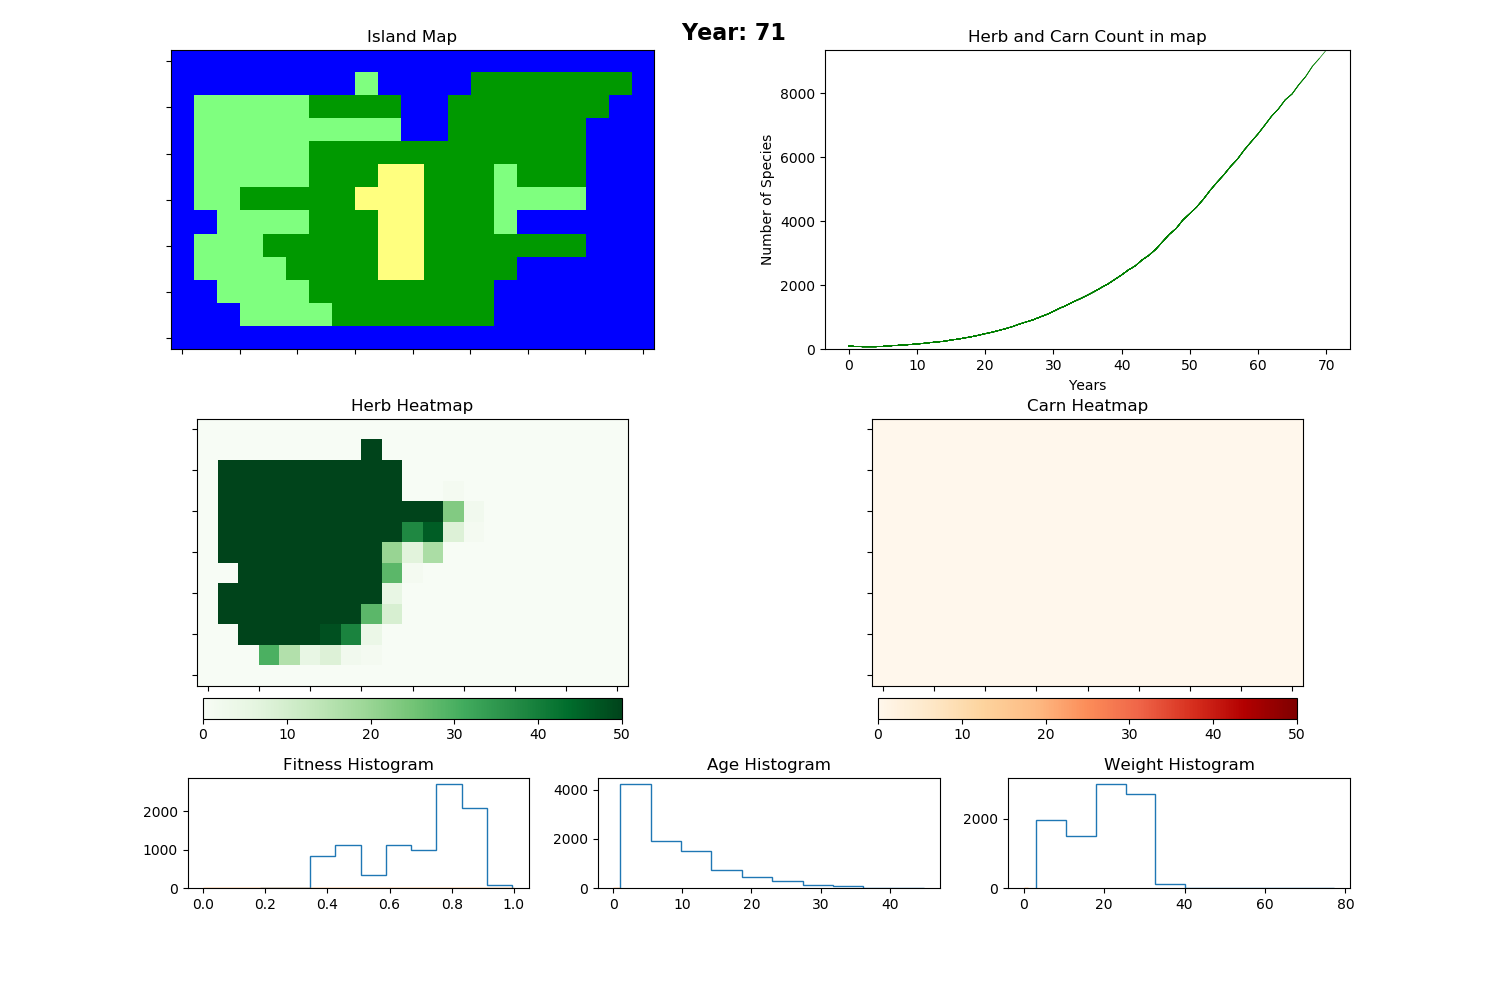 Year: 71
Island Map
Herb and Carn Count in map
Number of Species
8000
6000
4000
2000
0
0 10 20 30 40 50 60 70
Years
Herb Heatmap
0 10 20 30 40 50
Carn Heatmap
0 10 20 30 40 50
Fitness Histogram
2000
1000
0
0.0 0.2 0.4 0.6 0.8 1.0
Age Histogram
4000
2000
0
0 10 20 30 40
Weight Histogram
2000
0
0 20 40 60 80